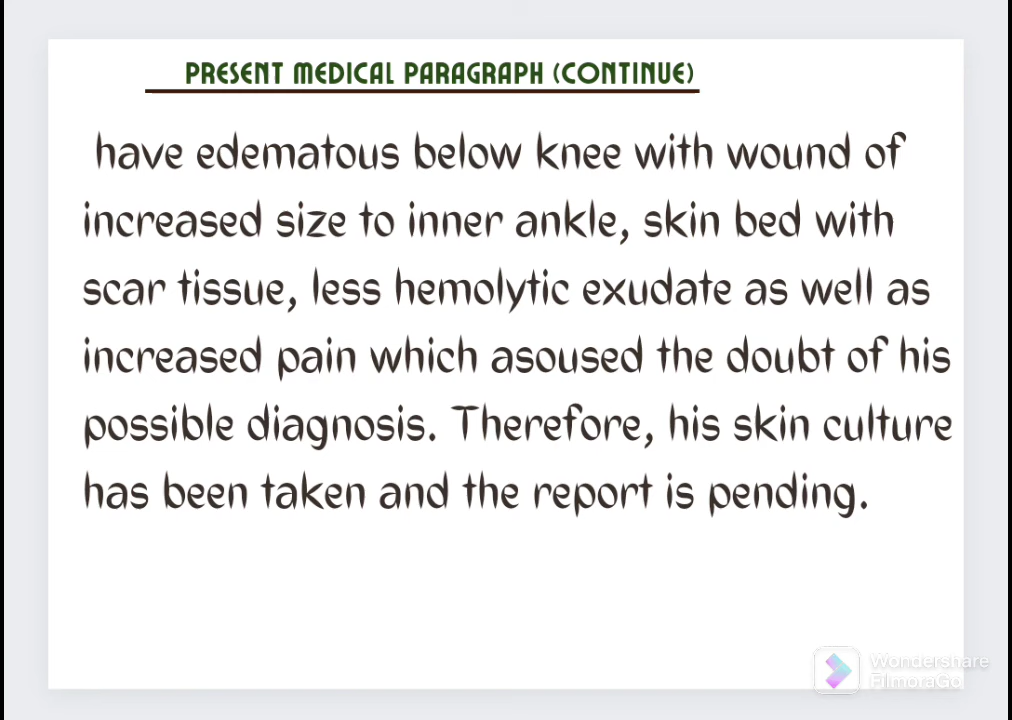 PRESENT MEDICAL PARAGRAPH (CONTINUE)
have edematous below knee with wound of
increased size to inner ankle, skin bed with
scar tissue, less hemolytic exudate as well as
increased pain which asoused the doubt of his
possible diagnosis. Therefore, his skin culture
has been taken and the report is pending.
Wondershare
FilmoraGo